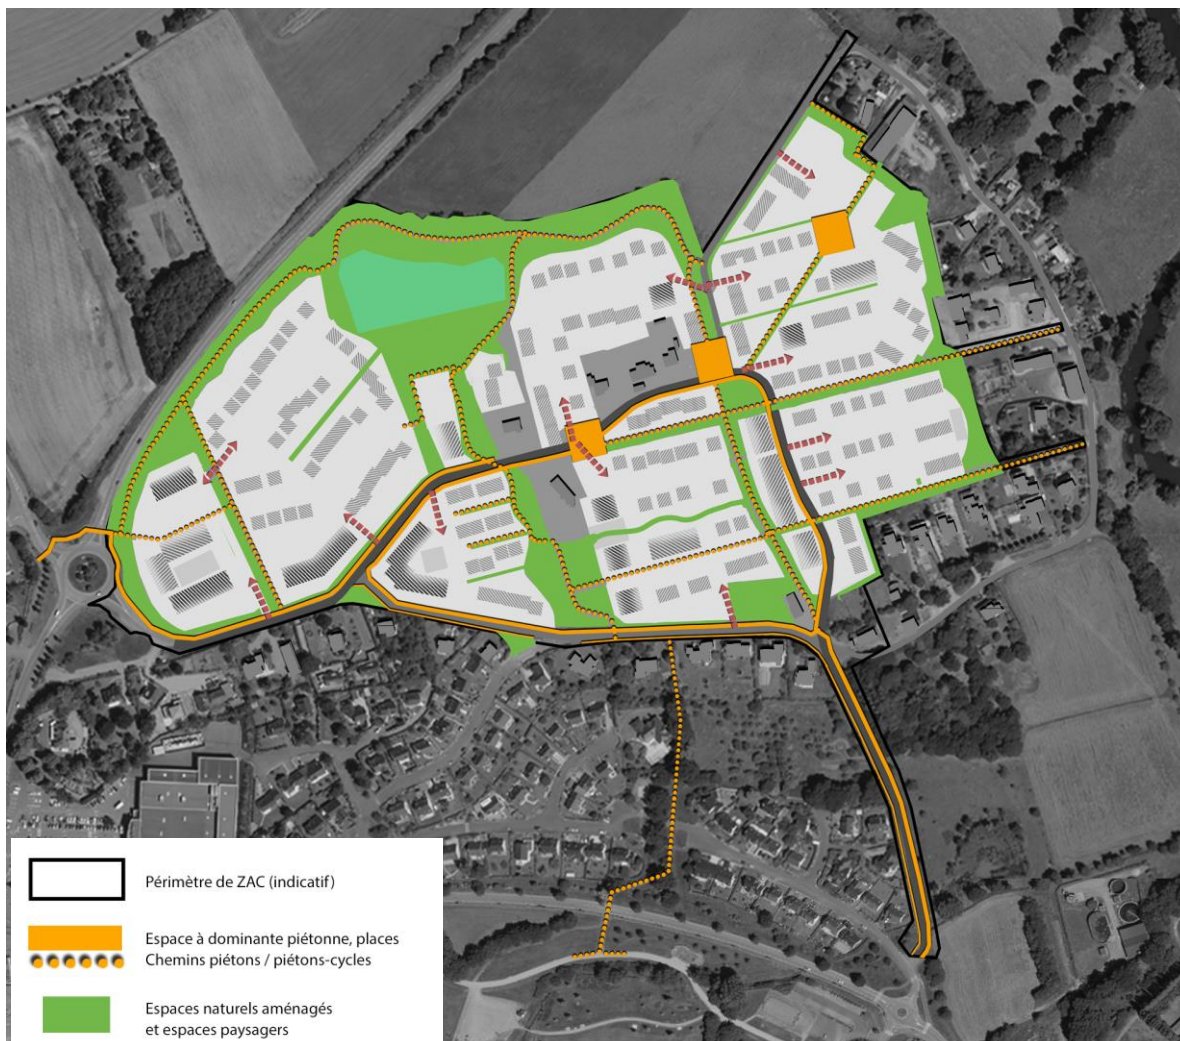 Périmètre de ZAC (indicatif)
Espace à dominante piétonne, places
Chemins piétons / piétons-cycles
Espaces naturels aménagés
et espaces paysagers